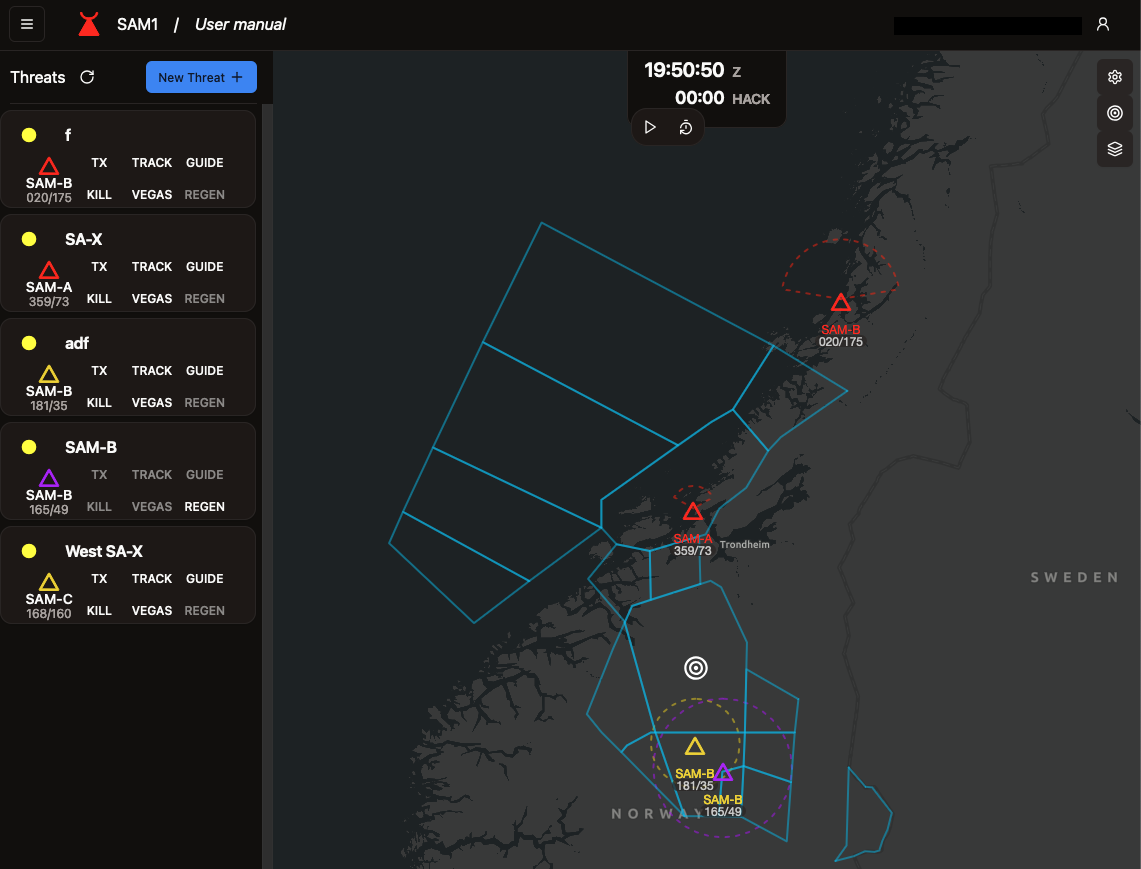 SAM1 / User manual
Threats
New Threat +
f
TX TRACK GUIDE
SAM-B
020/175
KILL VEGAS REGEN
SA-X
TX TRACK GUIDE
SAM-A
359/73
KILL VEGAS REGEN
adf
TX TRACK GUIDE
SAM-B
181/35
KILL VEGAS REGEN
SAM-B
TX TRACK GUIDE
SAM-B
165/49
KILL VEGAS REGEN
West SA-X
TX TRACK GUIDE
SAM-C
168/160
KILL VEGAS REGEN
19:50:50 Z
00:00 HACK
SAM-B
020/175
SAM-A
359/73
Trondheim
SWEDEN
SAM-B
181/35
SAM-B
165/49
NORWAY